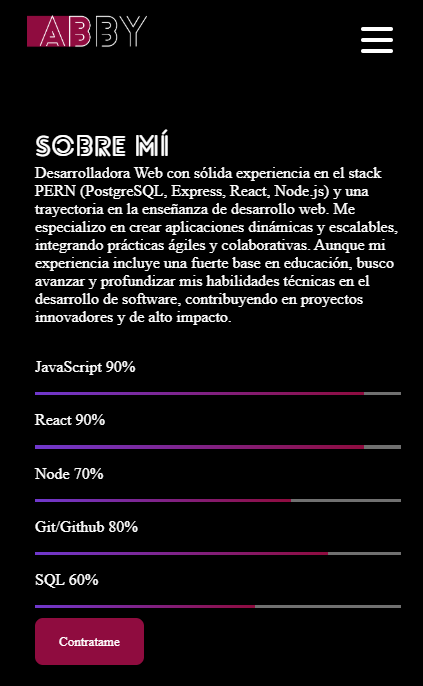 ABBY
SOBRE MÍ
Desarrolladora Web con sólida experiencia en el stack
PERN (PostgreSQL, Express, React, Node.js) y una
trayectoria en la enseñanza de desarrollo web. Me
especializo en crear aplicaciones dinámicas y escalables,
integrando prácticas ágiles y colaborativas. Aunque mi
experiencia incluye una fuerte base en educación, busco
avanzar y profundizar mis habilidades técnicas en el
desarrollo de software, contribuyendo en proyectos
innovadores y de alto impacto.
JavaScript 90%
React 90%
Node 70%
Git/Github 80%
SQL 60%
Contratame